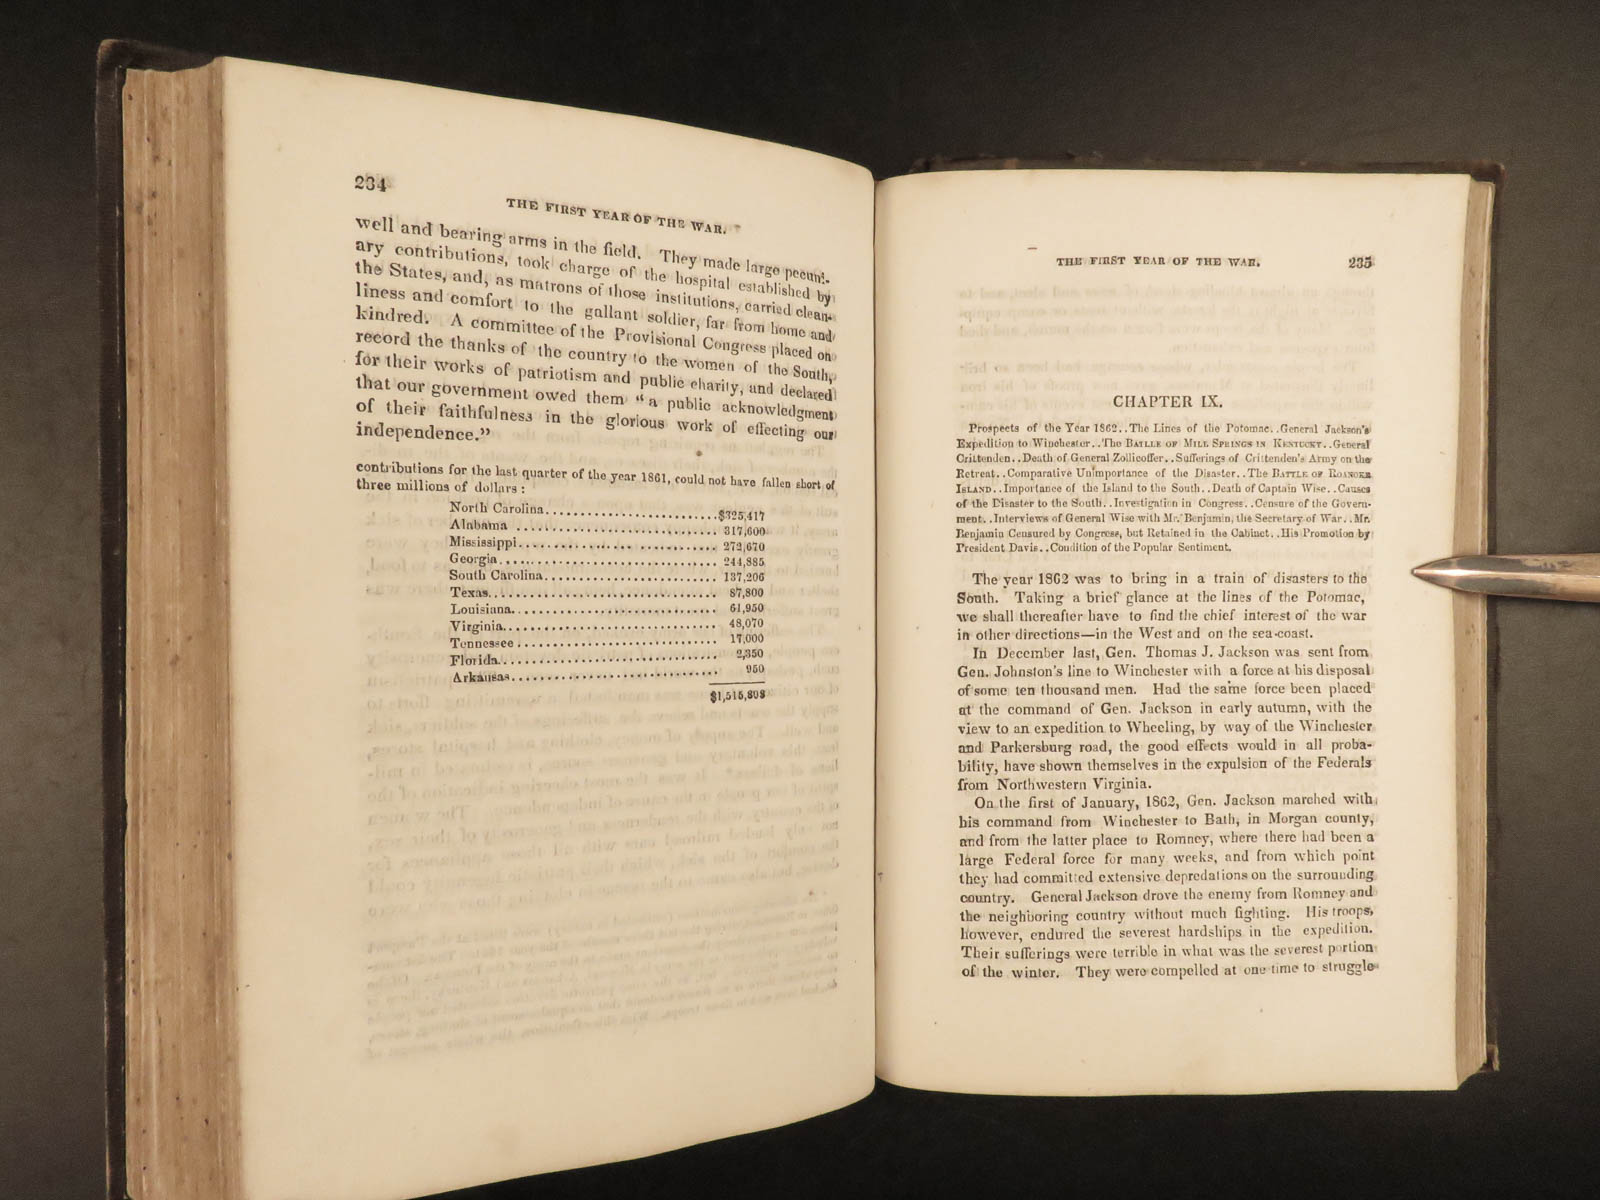 234
THE FIRST YEAR OF THE WAR.
well and bearing arms in the field. They made large pecuni-
ary contributions, took charge of the hospital established by
the States, and, as matrons of those institutions, carried clean-
liness and comfort to the gallant soldier, far from home and
kindred. A committee of the Provisional Congress placed on
record the thanks of the country to the women of the South,
for their works of patriotism and public charity, and declared
that our government owed them "a public acknowledgment
of their faithfulness in the glorious work of effecting our
independence."
contributions for the last quarter of the year 1861, could not have fallen short of
three millions of dollars:
North Carolina........................$325,417
Alabama........................317,600
Mississippi........................272,670
Georgia........................244,885
South Carolina........................137,206
Texas........................87,800
Louisiana........................61,950
Virginia........................48,070
Tennessee........................17,000
Florida........................2,350
Arkansas........................950
$1,515,898
THE FIRST YEAR OF THE WAR. 235
CHAPTER IX.
Prospects of the Year 1862..The Lines of the Potomac..General Jackson's
Expedition to Winchester..The BATLLE OF MILL SPRINGS IN KENTUCKY..General
Crittenden..Death of General Zollicoffer..Sufferings of Crittenden's Army on the
Retreat..Comparative Unimportance of the Disaster..The BATTLE OF ROANOKE
ISLAND..Importance of the Island to the South..Death of Captain Wise..Causes
of the Disaster to the South..Investigation in Congress..Censure of the Govern-
ment..Interviews of General Wise with Mr. Benjamin, the Secretary of War..Mr.
Benjamin Censured by Congress, but Retained in the Cabinet..His Promotion by
President Davis..Condition of the Popular Sentiment.
The year 1862 was to bring in a train of disasters to the
South. Taking a brief glance at the lines of the Potomac,
we shall thereafter have to find the chief interest of the war
in other directions—in the West and on the sea-coast.
In December last, Gen. Thomas J. Jackson was sent from
Gen. Johnston's line to Winchester with a force at his disposal
of some ten thousand men. Had the same force been placed
at the command of Gen. Jackson in early autumn, with the
view to an expedition to Wheeling, by way of the Winchester
and Parkersburg road, the good effects would in all proba-
bility, have shown themselves in the expulsion of the Federals
from Northwestern Virginia.
On the first of January, 1862, Gen. Jackson marched with
his command from Winchester to Bath, in Morgan county,
and from the latter place to Romney, where there had been a
large Federal force for many weeks, and from which point
they had committed extensive depredations on the surrounding
country. General Jackson drove the enemy from Romney and
the neighboring country without much fighting. His troops,
however, endured the severest hardships in the expedition.
Their sufferings were terrible in what was the severest portion
of the winter. They were compelled at one time to struggle